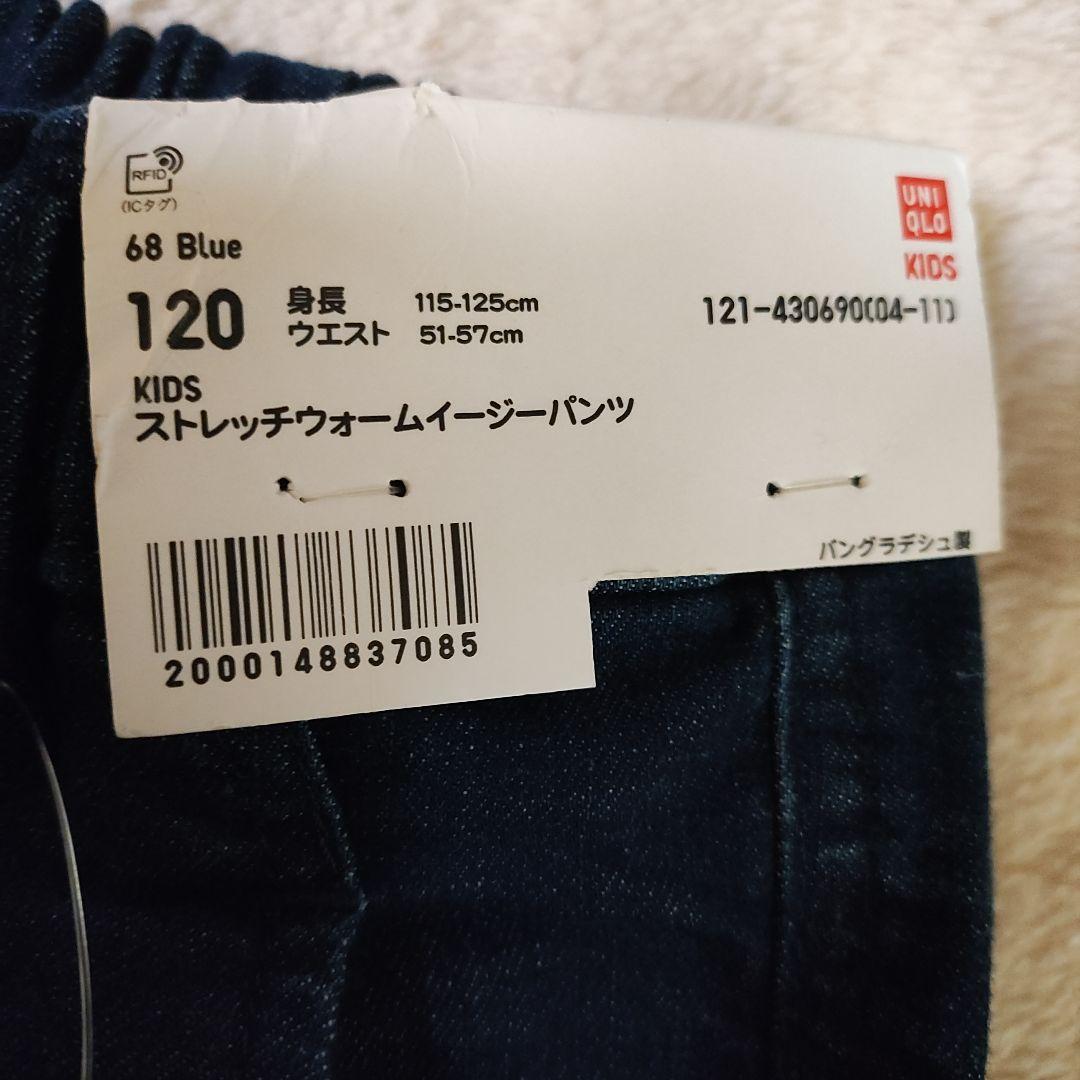 RFID
(ICタグ)
68 Blue
120
身長 115-125cm
ウエスト 51-57cm
KIDS
ストレッチウォームイージーパンツ
UNI
QLO
KIDS
121-430690(04-11)
バングラデシュ製
2000148837085